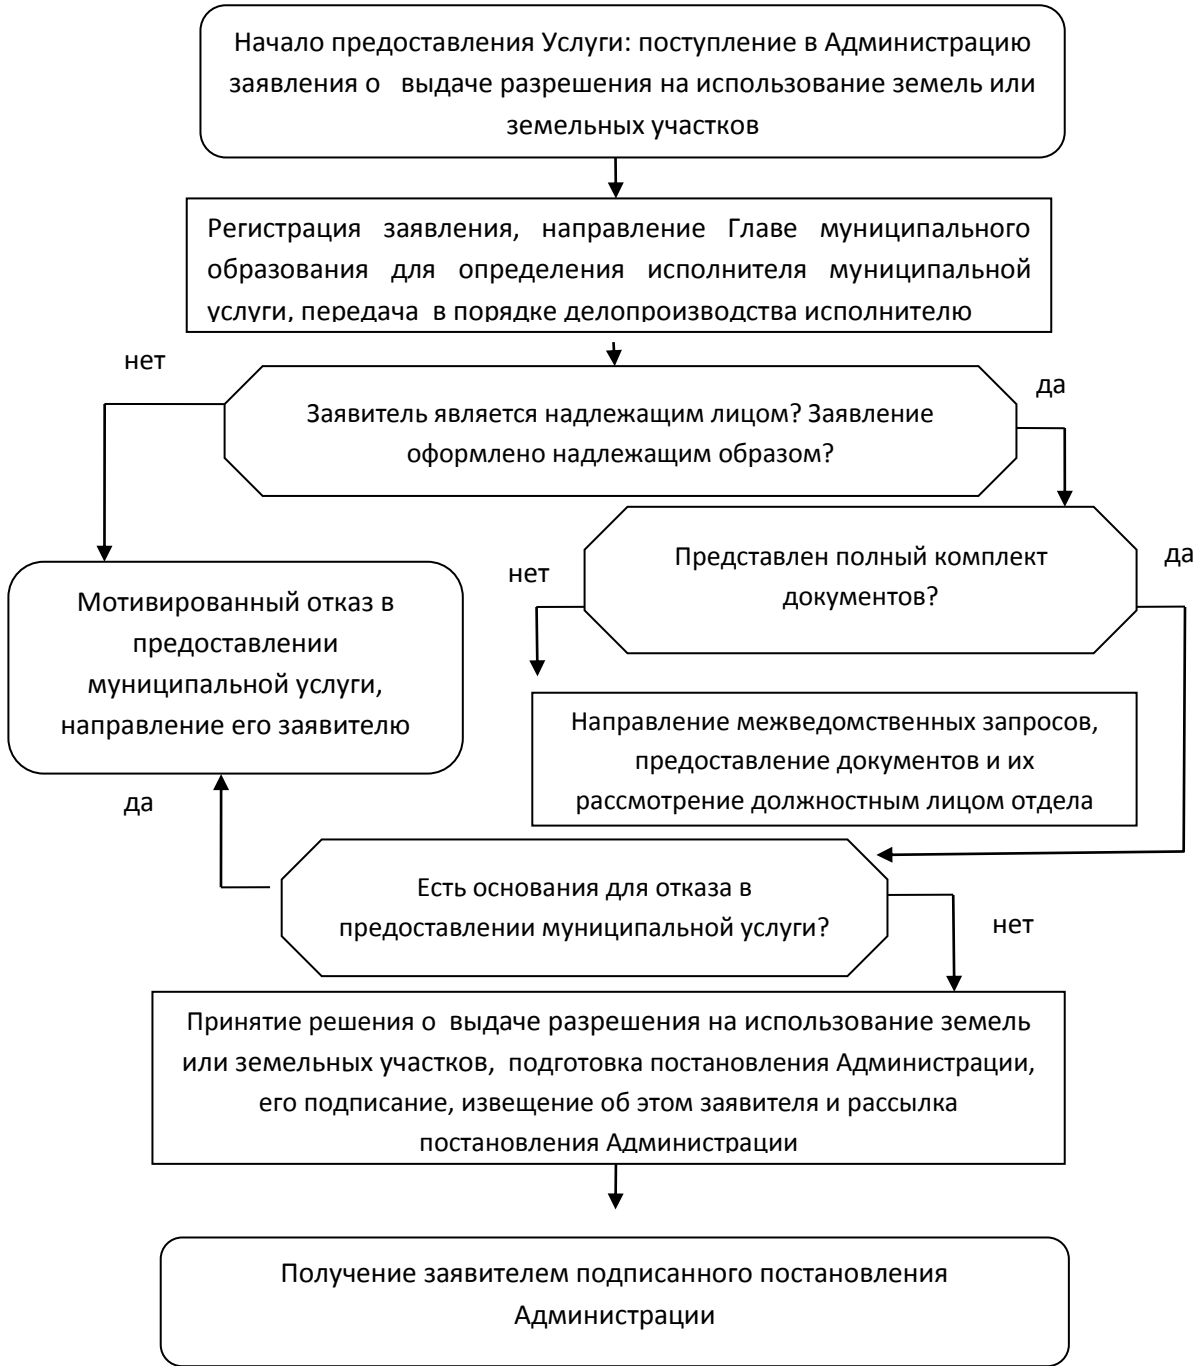 Начало предоставления Услуги: поступление в Администрацию
заявления о выдаче разрешения на использование земель или
земельных участков
Регистрация заявления, направление Главе муниципального
образования для определения исполнителя муниципальной
услуги, передача в порядке делопроизводства исполнителю
нет
да
Заявитель является надлежащим лицом? Заявление
оформлено надлежащим образом?
Представлен полный комплект
документов?
нет
да
Мотивированный отказ в
предоставлении
муниципальной услуги,
направление его заявителю
Направление межведомственных запросов,
предоставление документов и их
рассмотрение должностным лицом отдела
да
Есть основания для отказа в
предоставлении муниципальной услуги?
нет
Принятие решения о выдаче разрешения на использование земель
или земельных участков, подготовка постановления Администрации,
его подписание, извещение об этом заявителя и рассылка
постановления Администрации
Получение заявителем подписанного постановления
Администрации